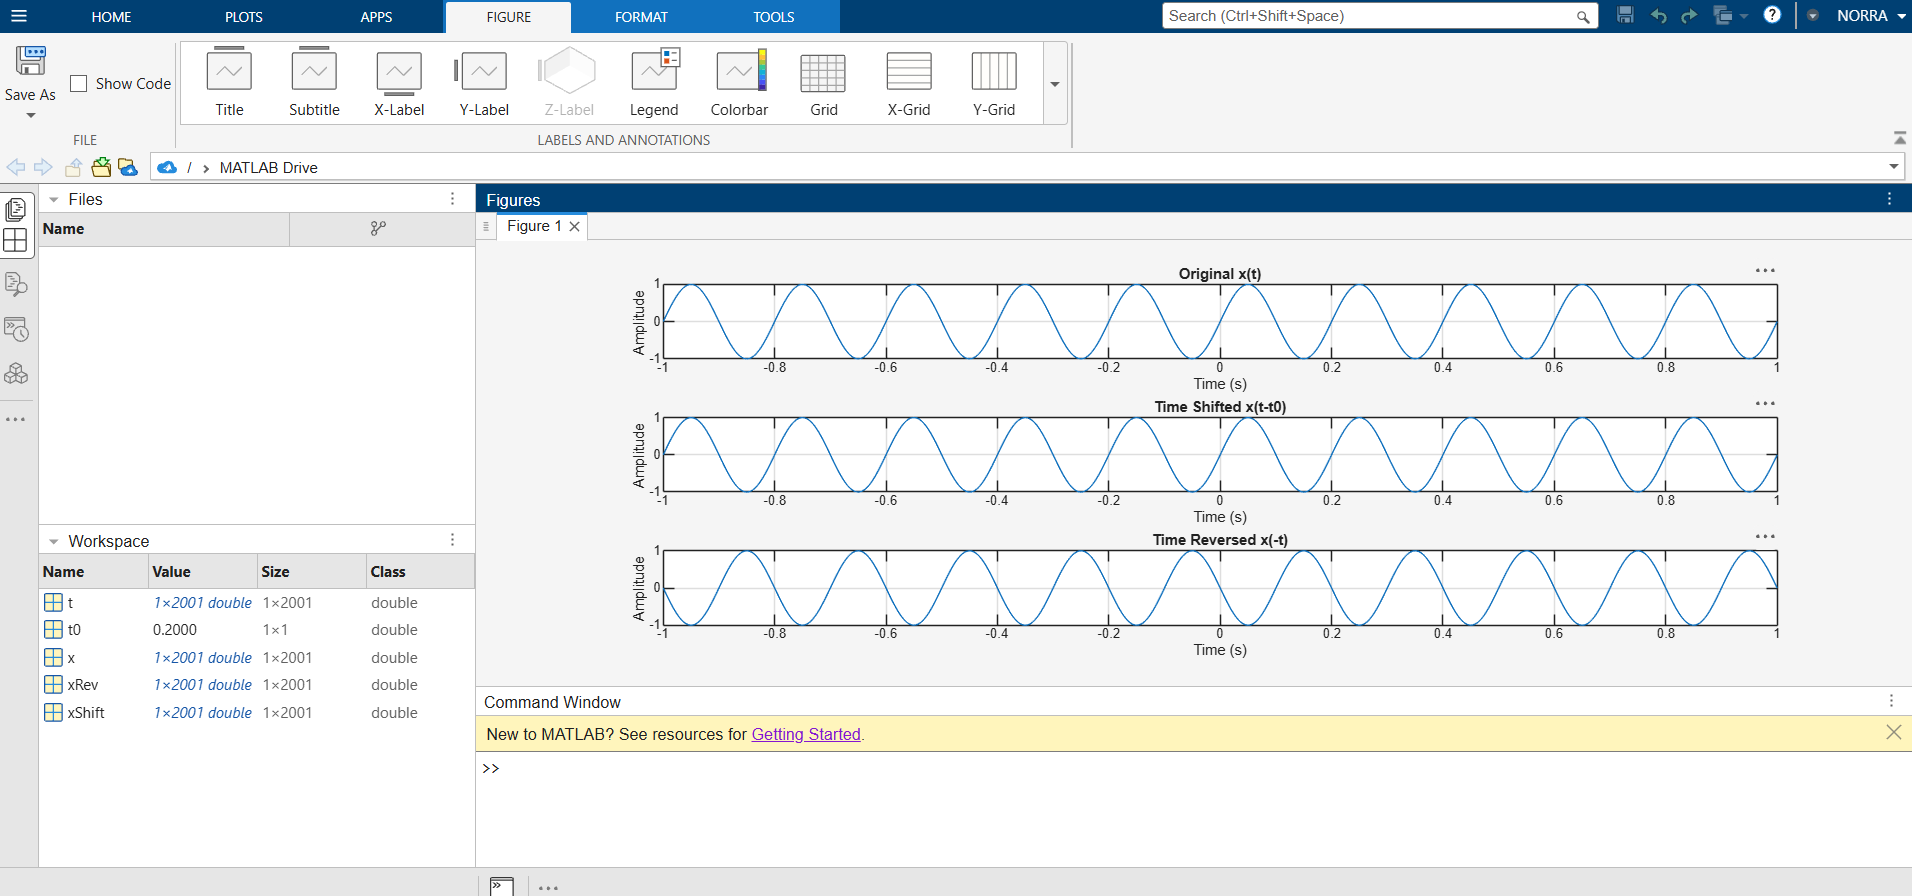 HOME PLOTS APPS FIGURE FORMAT TOOLS Search (Ctrl+Shift+Space) ? NORRA
Save As Show Code Title Subtitle X-Label Y-Label Z-Label Legend Colorbar Grid X-Grid Y-Grid
FILE LABELS AND ANNOTATIONS
/ > MATLAB Drive
Files
Name
Figures
Figure 1
Original x(t)
Amplitude
1
0
-1
-1 -0.8 -0.6 -0.4 -0.2 0 0.2 0.4 0.6 0.8 1
Time (s)
Time Shifted x(t-t0)
Amplitude
1
0
-1
-1 -0.8 -0.6 -0.4 -0.2 0 0.2 0.4 0.6 0.8 1
Time (s)
Time Reversed x(-t)
Amplitude
1
0
-1
-1 -0.8 -0.6 -0.4 -0.2 0 0.2 0.4 0.6 0.8 1
Time (s)
Workspace
Name Value Size Class
t 1×2001 double 1×2001 double
t0 0.2000 1×1 double
x 1×2001 double 1×2001 double
xRev 1×2001 double 1×2001 double
xShift 1×2001 double 1×2001 double
Command Window
New to MATLAB? See resources for Getting Started.
>>